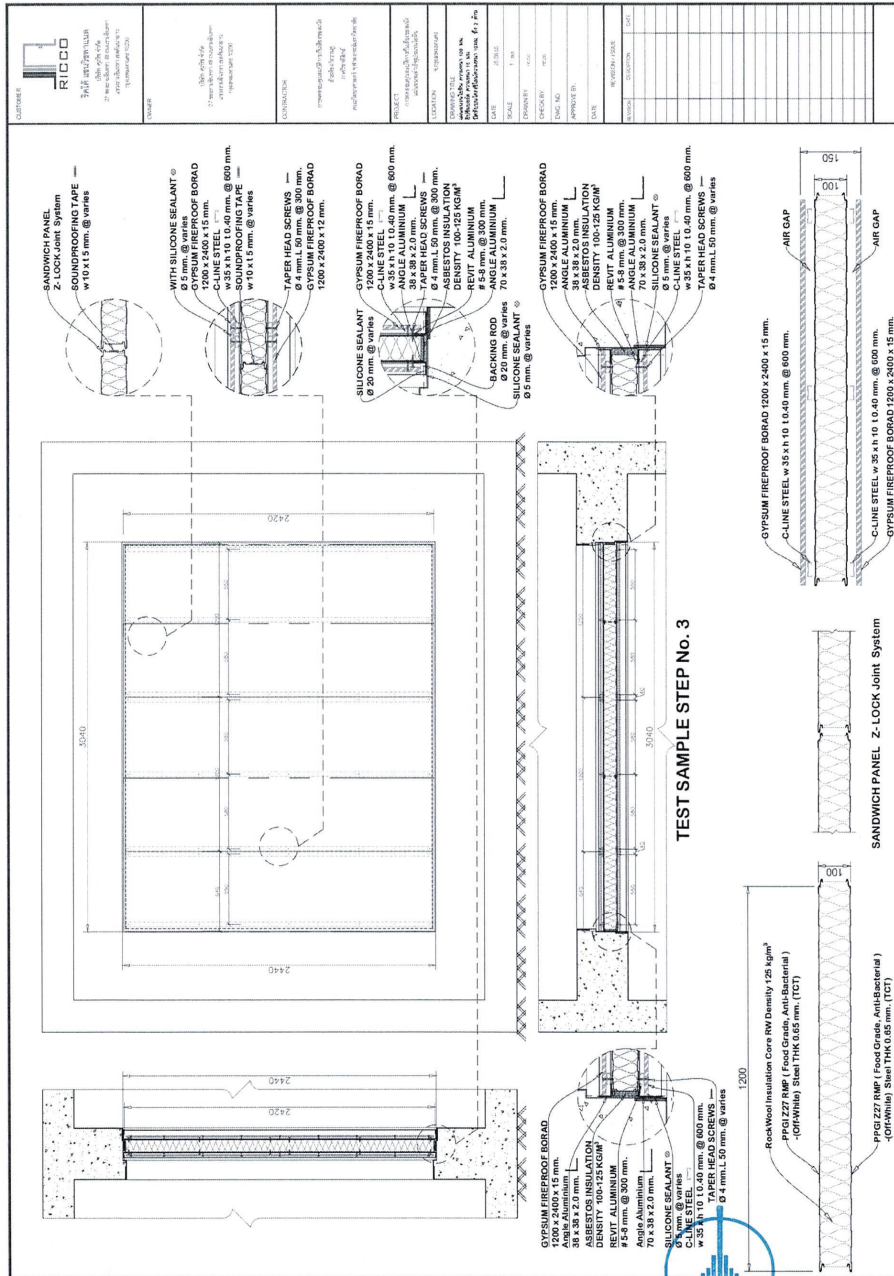 CUSTOMER
RICCO
OWNER
CONTRACTOR
PROJECT
LOCATION
DRAWING TITLE
DATE
SCALE
DRAWN BY
CHECK BY
DWG. NO.
APPROVE BY.
DATE
REVISION / ISSUE
REVISION
DESCRIPTION
DATE
SANDWICH PANEL
Z-LOCK Joint System
SOUNDPROOFING TAPE
w 10 x t 5 mm. @ varies
WITH SILICONE SEALANT
Ø 5 mm. @ varies
GYPSUM FIREPROOF BORAD
1200 x 2400 x 15 mm.
C-LINE STEEL
w 35 x h 10 t 0.40 mm. @ 600 mm.
SOUNDPROOFING TAPE
w 10 x t 5 mm. @ varies
TAPER HEAD SCREWS
Ø 4 mm.L 50 mm. @ 300 mm.
GYPSUM FIREPROOF BORAD
1200 x 2400 x 12 mm.
SILICONE SEALANT
Ø 20 mm. @ varies
GYPSUM FIREPROOF BORAD
1200 x 2400 x 15 mm.
C-LINE STEEL
w 35 x h 10 t 0.40 mm. @ 600 mm.
ANGLE ALUMINIUM
38 x 38 x 2.0 mm.
TAPER HEAD SCREWS
Ø 4 mm.L 50 mm. @ 300 mm.
ASBESTOS INSULATION
DENSITY 100-125 KG/M³
REVIT ALUMINIUM
# 5-8 mm. @ 300 mm.
ANGLE ALUMINIUM
70 x 38 x 2.0 mm.
BACKING ROD
Ø 20 mm. @ varies
SILICONE SEALANT
Ø 5 mm. @ varies
GYPSUM FIREPROOF BORAD
1200 x 2400 x 15 mm.
ANGLE ALUMINIUM
38 x 38 x 2.0 mm.
ASBESTOS INSULATION
DENSITY 100-125 KG/M³
REVIT ALUMINIUM
# 5-8 mm. @ 300 mm.
ANGLE ALUMINIUM
70 x 38 x 2.0 mm.
SILICONE SEALANT
Ø 5 mm. @ varies
C-LINE STEEL
w 35 x h 10 t 0.40 mm. @ 600 mm.
TAPER HEAD SCREWS
Ø 4 mm.L 50 mm. @ varies
3040
2420
2440
2440
2420
3040
TEST SAMPLE STEP No. 3
GYPSUM FIREPROOF BORAD
1200 x 2400 x 15 mm.
Angle Aluminium
38 x 38 x 2.0 mm.
ASBESTOS INSULATION
DENSITY 100-125 KG/M³
REVIT ALUMINIUM
# 5-8 mm. @ 300 mm.
Angle Aluminium
70 x 38 x 2.0 mm.
SILICONE SEALANT
Ø 5 mm. @ varies
C-LINE STEEL
w 35 x h 10 t 0.40 mm. @ 600 mm.
TAPER HEAD SCREWS
Ø 4 mm.L 50 mm. @ varies
1200
100
RockWool Insulation Core RW Density 125 kg/m³
PPGI Z27 RMP ( Food Grade, Anti-Bacterial )
-(Off-White) Steel THK 0.65 mm. (TCT)
PPGI Z27 RMP ( Food Grade, Anti-Bacterial )
-(Off-White) Steel THK 0.65 mm. (TCT)
SANDWICH PANEL Z- LOCK Joint System
GYPSUM FIREPROOF BORAD 1200 x 2400 x 15 mm.
C-LINE STEEL w 35 x h 10 t 0.40 mm. @ 600 mm.
AIR GAP
100
150
AIR GAP
C-LINE STEEL w 35 x h 10 t 0.40 mm. @ 600 mm.
GYPSUM FIREPROOF BORAD 1200 x 2400 x 15 mm.